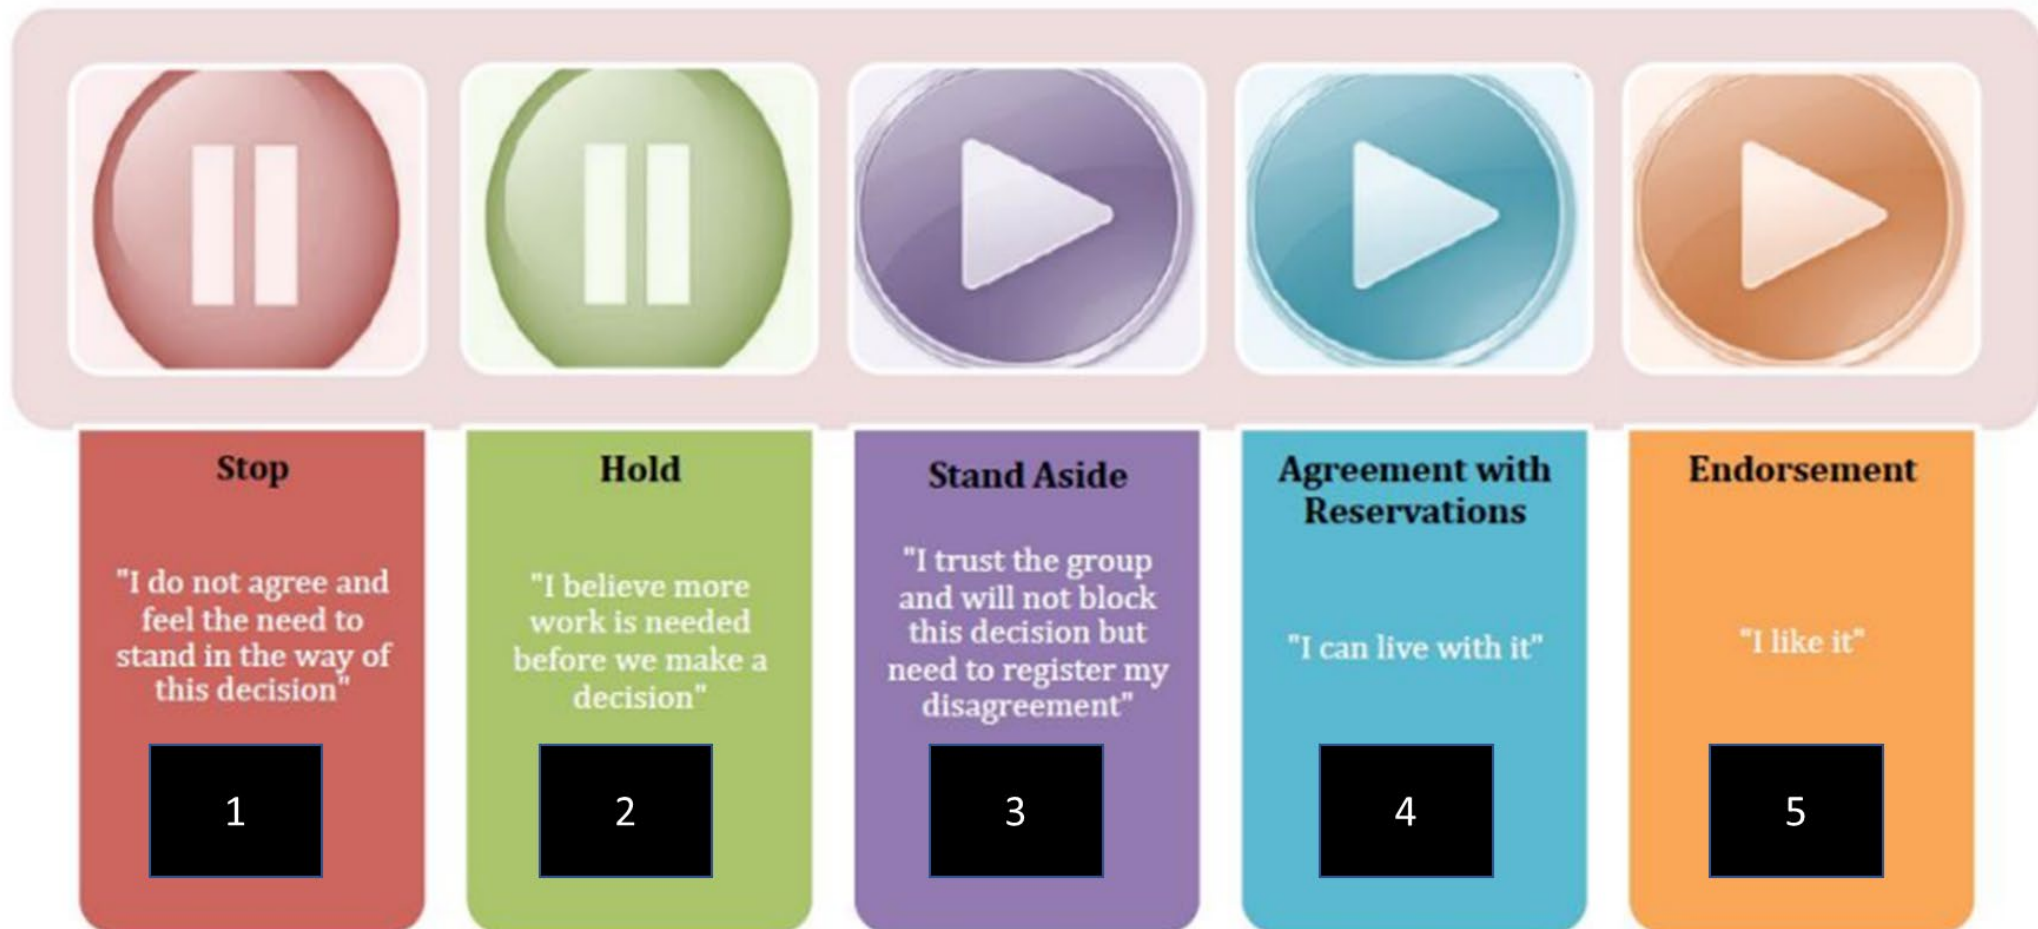 Stop
"I do not agree and
feel the need to
stand in the way of
this decision"
1
Hold
"I believe more
work is needed
before we make a
decision"
2
Stand Aside
"I trust the group
and will not block
this decision but
need to register my
disagreement"
3
Agreement with
Reservations
"I can live with it"
4
Endorsement
"I like it"
5